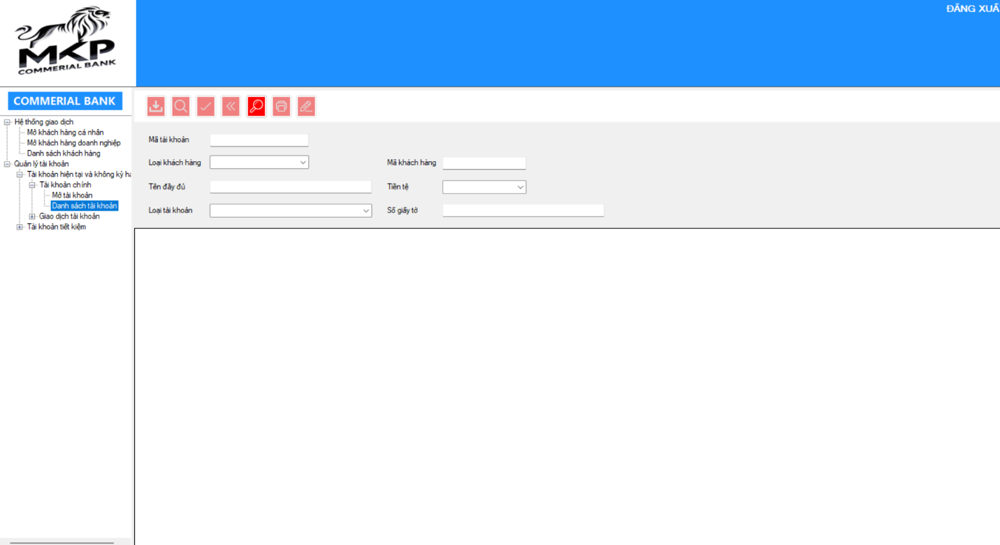 MKP
COMMERIAL BANK
ĐĂNG XUẤ
COMMERIAL BANK
Hệ thống giao dịch
Mở khách hàng cá nhân
Mở khách hàng doanh nghiệp
Danh sách khách hàng
Quản lý tài khoản
Tài khoản hiện tại và không kỳ hạ
Tài khoản chính
Mở tài khoản
Danh sách tài khoản
Giao dịch tài khoản
Tài khoản tiết kiệm
Mã tài khoản
Loại khách hàng
Mã khách hàng
Tên đầy đủ
Tiền tệ
Loại tài khoản
Số giấy tờ